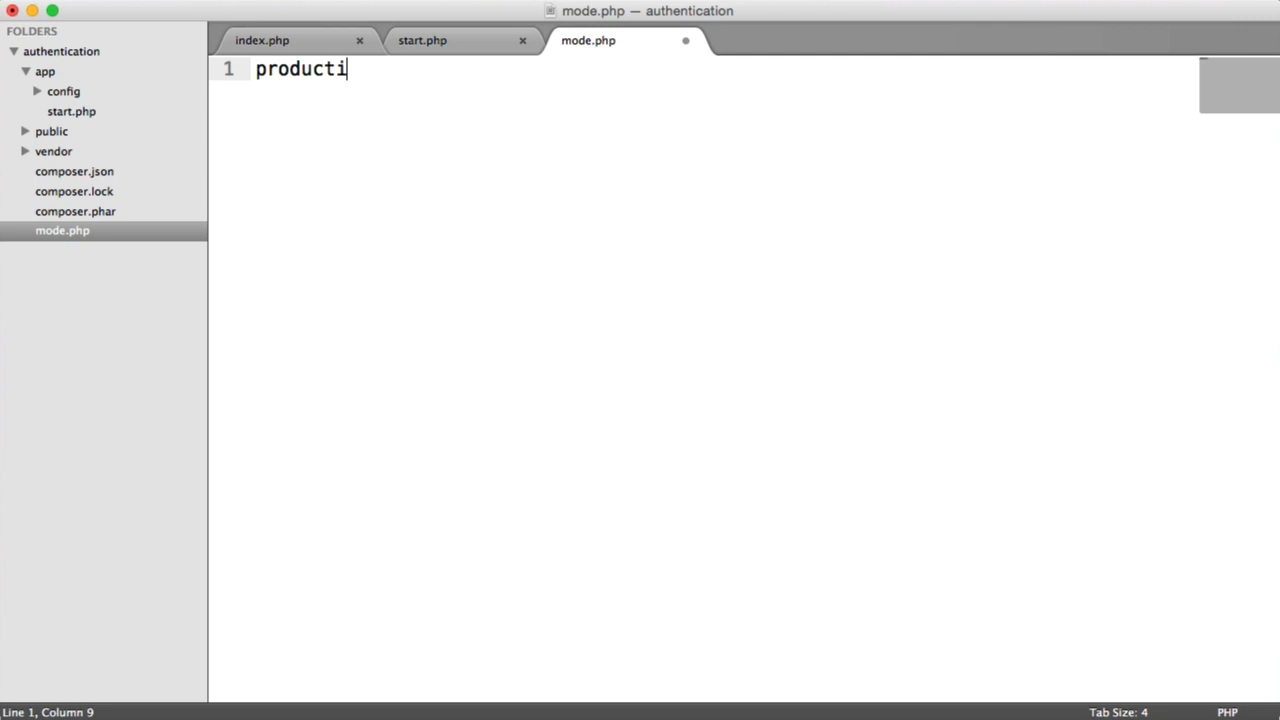 mode.php — authentication
FOLDERS
authentication
app
config
start.php
public
vendor
composer.json
composer.lock
composer.phar
mode.php
index.php
start.php
mode.php
1 producti
Line 1, Column 9
Tab Size: 4
PHP